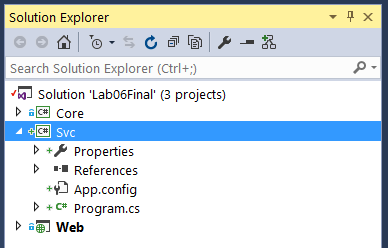 Solution Explorer
Search Solution Explorer (Ctrl+;)
Solution 'Lab06Final' (3 projects)
C# Core
C# Svc
Properties
References
App.config
C# Program.cs
Web